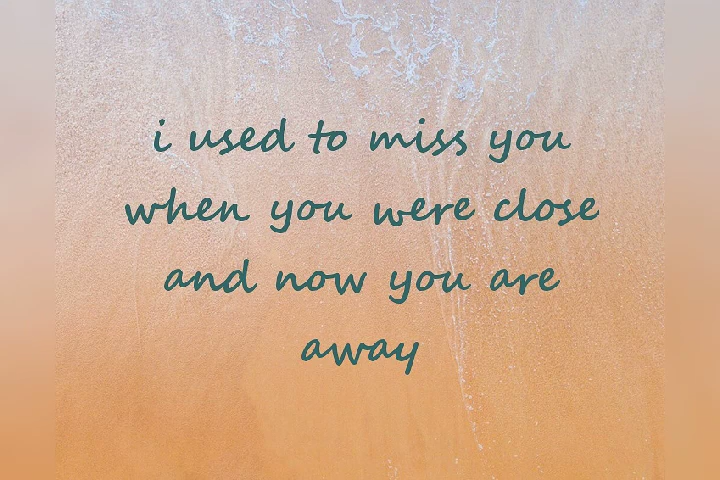 i used to miss you
when you were close
and now you are
away